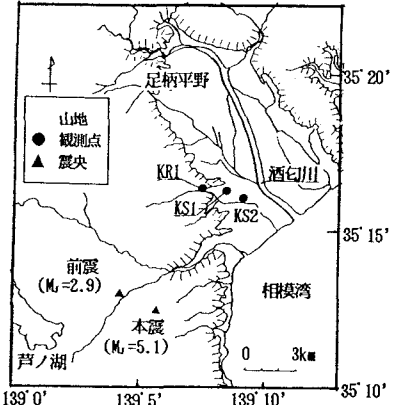 足柄平野
35°20'
山地
観測点
震央
KR1
KS1
KS2
酒匂川
35°15'
前震
(MJ=2.9)
本震
(MJ=5.1)
相模湾
芦ノ湖
0 3km
35°10'
139°0' 139°5' 139°10'